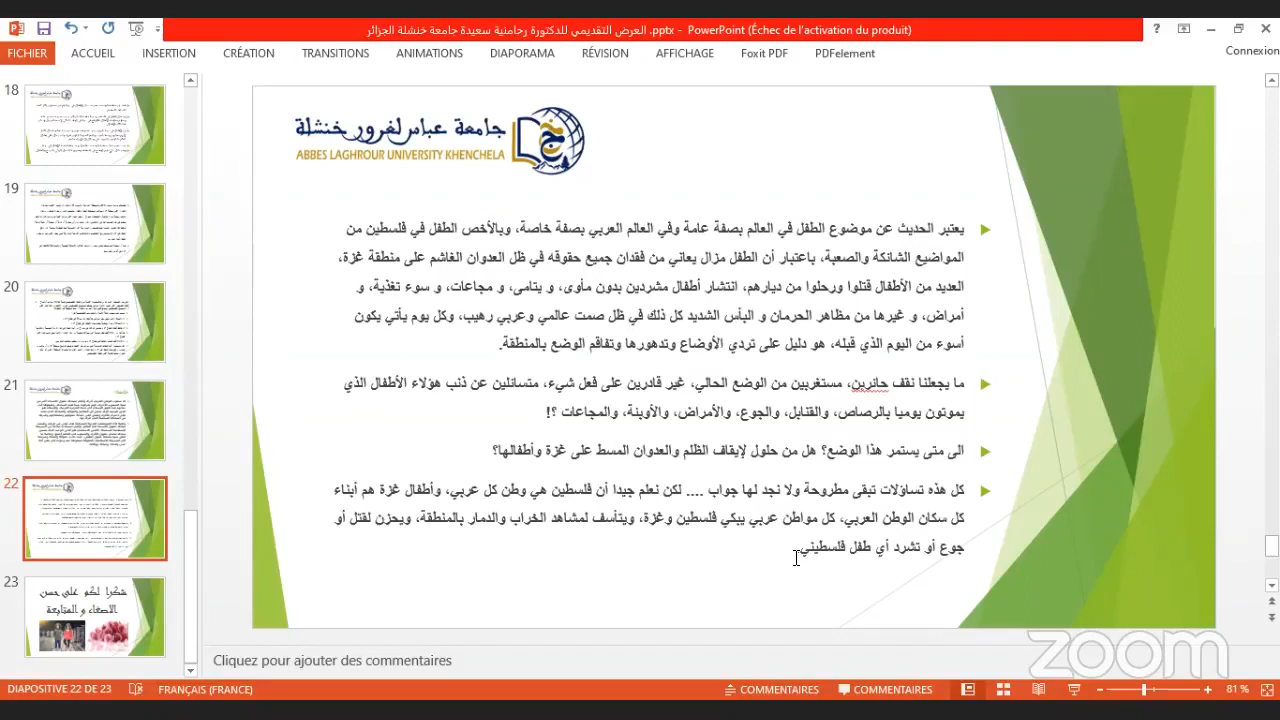 العرض التقديمي للدكتورة رحامنية سعيدة جامعة خنشلة الجزائر .pptx - PowerPoint (Échec de l'activation du produit)
FICHIER ACCUEIL INSERTION CRÉATION TRANSITIONS ANIMATIONS DIAPORAMA RÉVISION AFFICHAGE Foxit PDF PDFelement Connexion
18
19
20
21
22
23
شكرا لكم على حسن
الاصغاء و المتابعة
جامعة عباس لغرور خنشلة
ABBES LAGHROUR UNIVERSITY KHENCHELA
يعتبر الحديث عن موضوع الطفل في العالم بصفة عامة وفي العالم العربي بصفة خاصة، وبالأخص الطفل في فلسطين من
المواضيع الشائكة والصعبة، باعتبار أن الطفل مزال يعاني من فقدان جميع حقوقه في ظل العدوان الغاشم على منطقة غزة،
العديد من الأطفال قتلوا ورحلوا من ديارهم، انتشار أطفال مشردين بدون مأوى، و يتامى، و مجاعات، و سوء تغذية، و
أمراض، و غيرها من مظاهر الحرمان و اليأس الشديد كل ذلك في ظل صمت عالمي وعربي رهيب، وكل يوم يأتي يكون
أسوء من اليوم الذي قبله، هو دليل على تردي الأوضاع وتدهورها وتفاقم الوضع بالمنطقة.
ما يجعلنا نقف حائرين، مستغربين من الوضع الحالي، غير قادرين على فعل شيء، متسائلين عن ذنب هؤلاء الأطفال الذي
يموتون يوميا بالرصاص، والقنابل، والجوع، والأمراض، والأوبئة، والمجاعات ؟!
الى متى يستمر هذا الوضع؟ هل من حلول لإيقاف الظلم والعدوان المسط على غزة وأطفالها؟
كل هذه تساؤلات تبقى مطروحة ولا نجد لها جواب .... لكن نعلم جيدا أن فلسطين هي وطن كل عربي، وأطفال غزة هم أبناء
كل سكان الوطن العربي، كل مواطن عربي يبكي فلسطين وغزة، ويتأسف لمشاهد الخراب والدمار بالمنطقة، ويحزن لقتل أو
جوع أو تشرد أي طفل فلسطيني.
zoom
Cliquez pour ajouter des commentaires
DIAPOSITIVE 22 DE 23 FRANÇAIS (FRANCE) COMMENTAIRES COMMENTAIRES 81 %